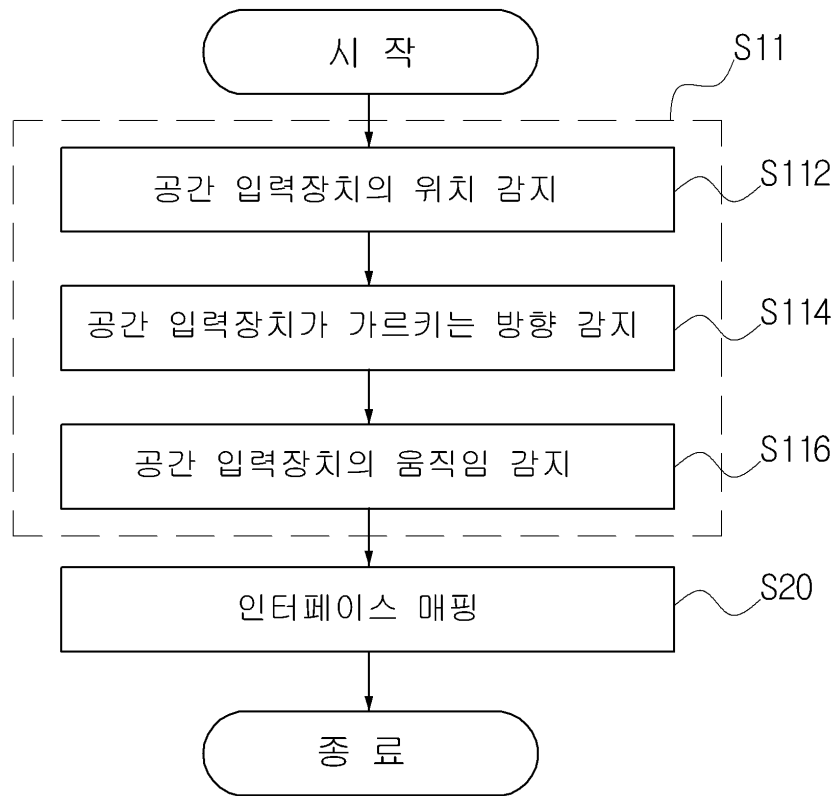 시 작
S11
공간 입력장치의 위치 감지
S112
공간 입력장치가 가르키는 방향 감지
S114
공간 입력장치의 움직임 감지
S116
인터페이스 매핑
S20
종 료